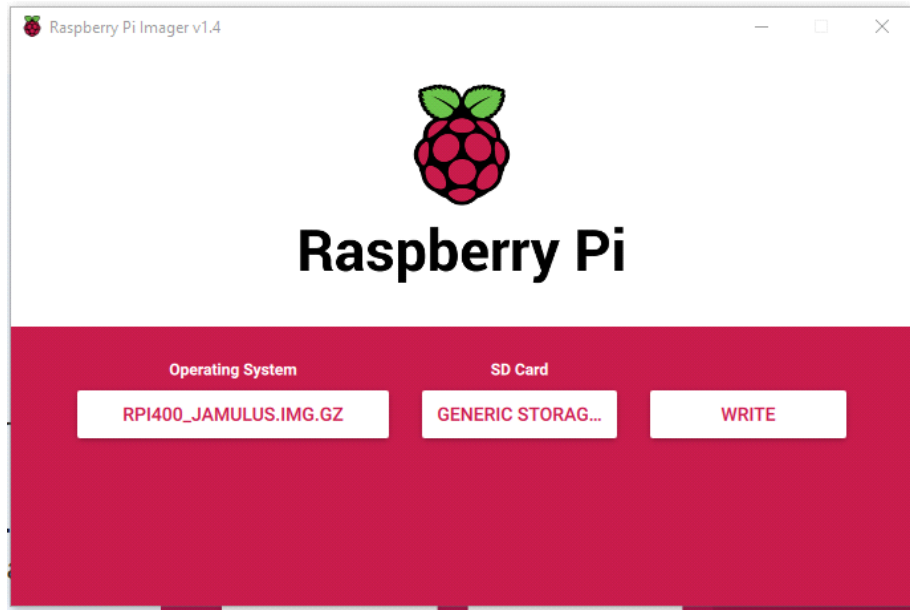 Raspberry Pi Imager v1.4
Raspberry Pi
Operating System
SD Card
RPI400_JAMULUS.IMG.GZ
GENERIC STORAG...
WRITE